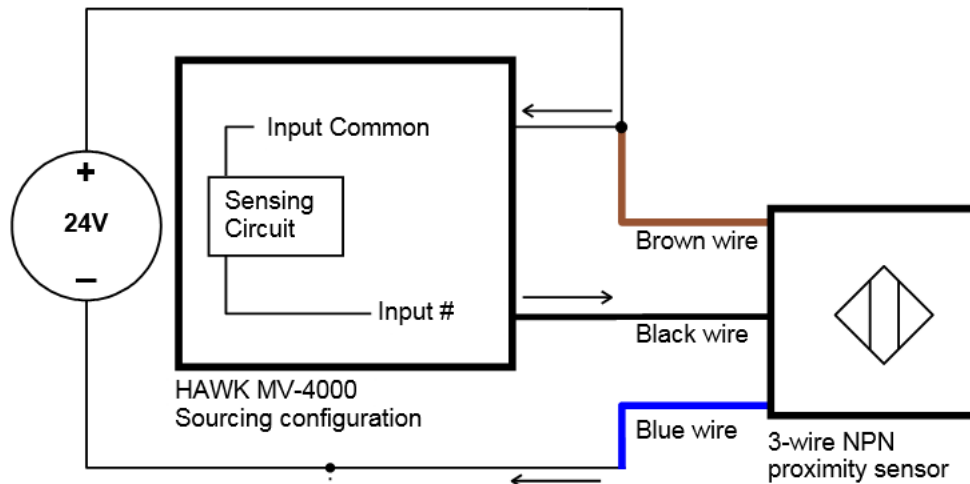 Input Common
+
Sensing
Circuit
24V
Brown wire
–
Input #
Black wire
HAWK MV-4000
Sourcing configuration
Blue wire
3-wire NPN
proximity sensor